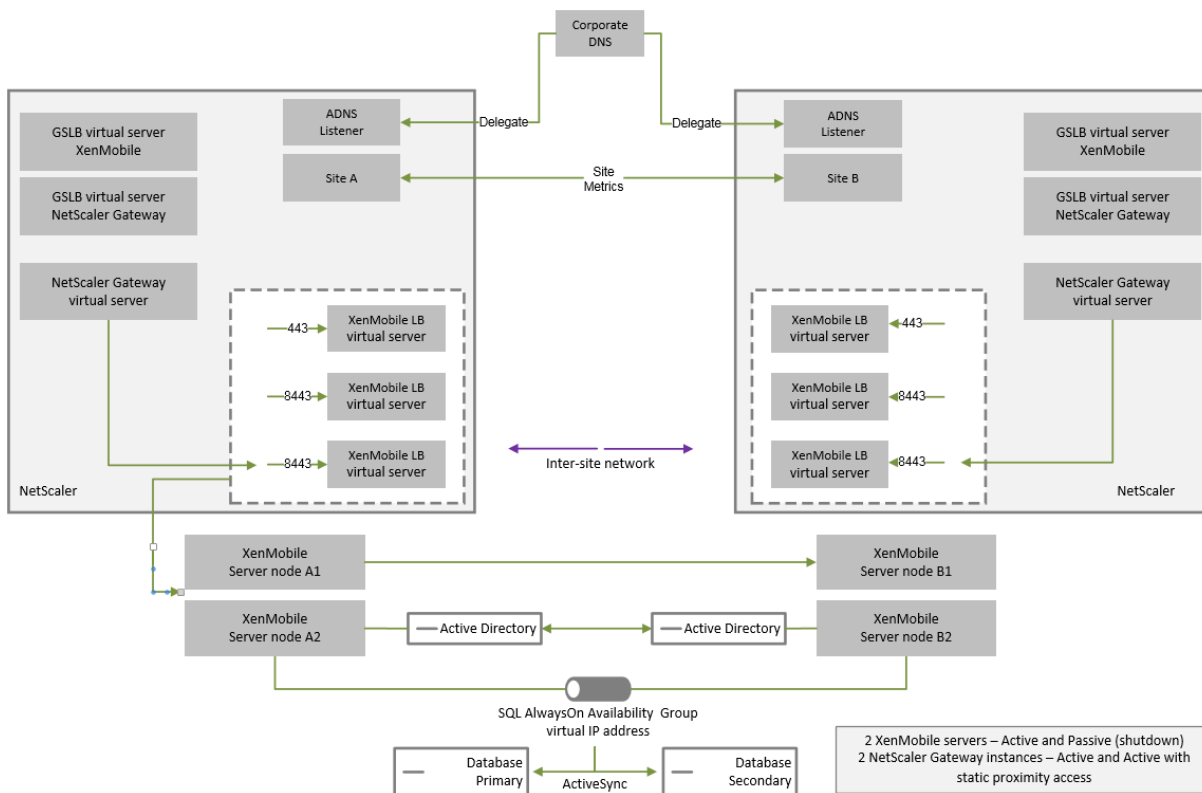 Corporate
DNS
ADNS
Listener
Delegate
Delegate
ADNS
Listener
GSLB virtual server
XenMobile
GSLB virtual server
XenMobile
Site A
Site
Metrics
Site B
GSLB virtual server
NetScaler Gateway
GSLB virtual server
NetScaler Gateway
NetScaler Gateway
virtual server
NetScaler Gateway
virtual server
443
XenMobile LB
virtual server
XenMobile LB
virtual server
443
8443
XenMobile LB
virtual server
XenMobile LB
virtual server
8443
8443
XenMobile LB
virtual server
XenMobile LB
virtual server
8443
Inter-site network
NetScaler
NetScaler
XenMobile
Server node A1
XenMobile
Server node B1
XenMobile
Server node A2
Active Directory
Active Directory
XenMobile
Server node B2
SQL AlwaysOn Availability Group
virtual IP address
Database
Primary
ActiveSync
Database
Secondary
2 XenMobile servers – Active and Passive (shutdown)
2 NetScaler Gateway instances – Active and Active with
static proximity access